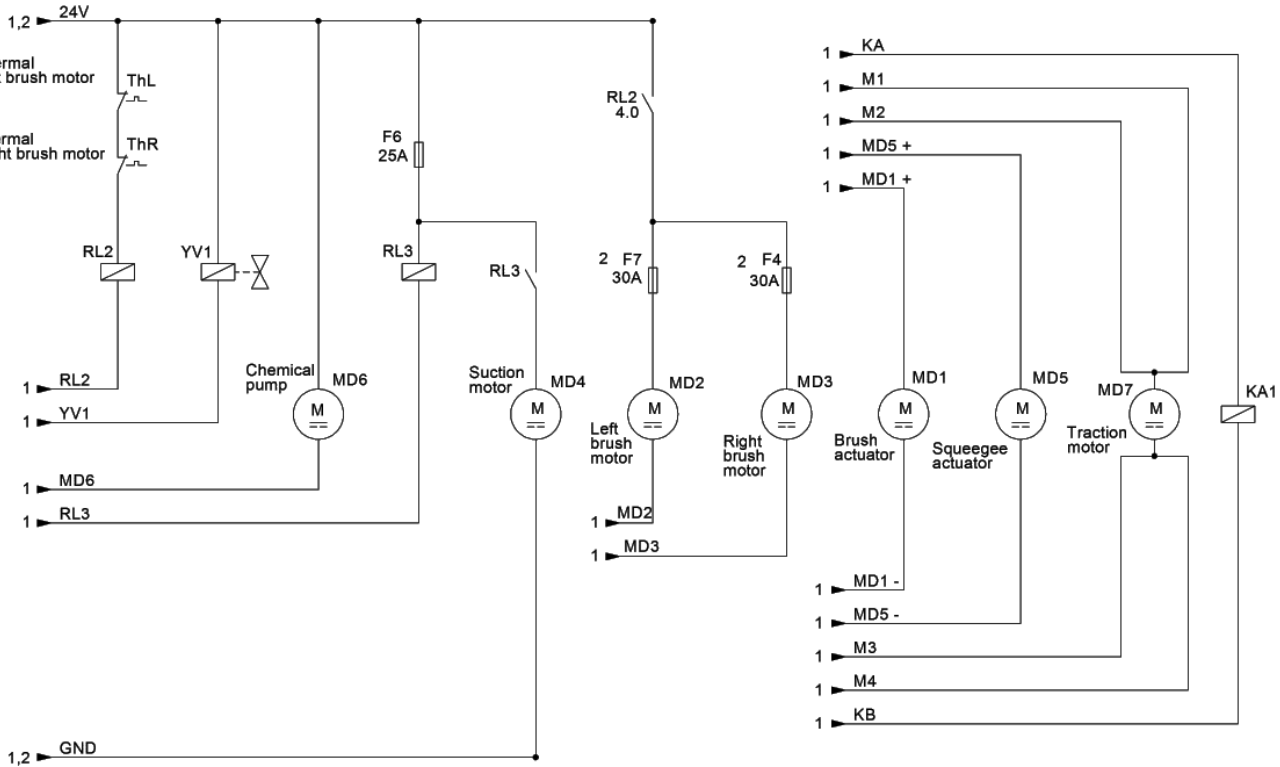 1,2 24V
ThL
brush motor
ThR
brush motor
RL2
YV1
F6
25A
RL3
RL3
RL2
4.0
2 F7
30A
2 F4
30A
1 KA
1 M1
1 M2
1 MD5 +
1 MD1 +
1 RL2
1 YV1
Chemical
pump
MD6
Suction
motor
MD4
MD2
Left
brush
motor
MD3
Right
brush
motor
MD1
Brush
actuator
MD5
Squeegee
actuator
MD7
Traction
motor
KA1
M
M
M
M
M
M
M
1 MD6
1 RL3
1 MD2
1 MD3
1 MD1 -
1 MD5 -
1 M3
1 M4
1 KB
1,2 GND